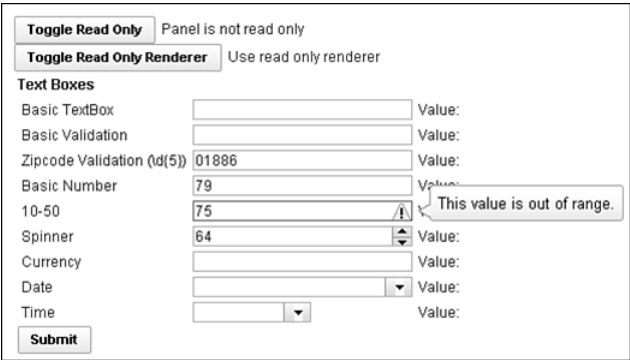 Toggle Read Only Panel is not read only
Toggle Read Only Renderer Use read only renderer
Text Boxes
Basic TextBox Value:
Basic Validation Value:
Zipcode Validation (\d{5}) 01886 Value:
Basic Number 79 Value:
10-50 75 This value is out of range.
Spinner 64 Value:
Currency Value:
Date Value:
Time Value:
Submit